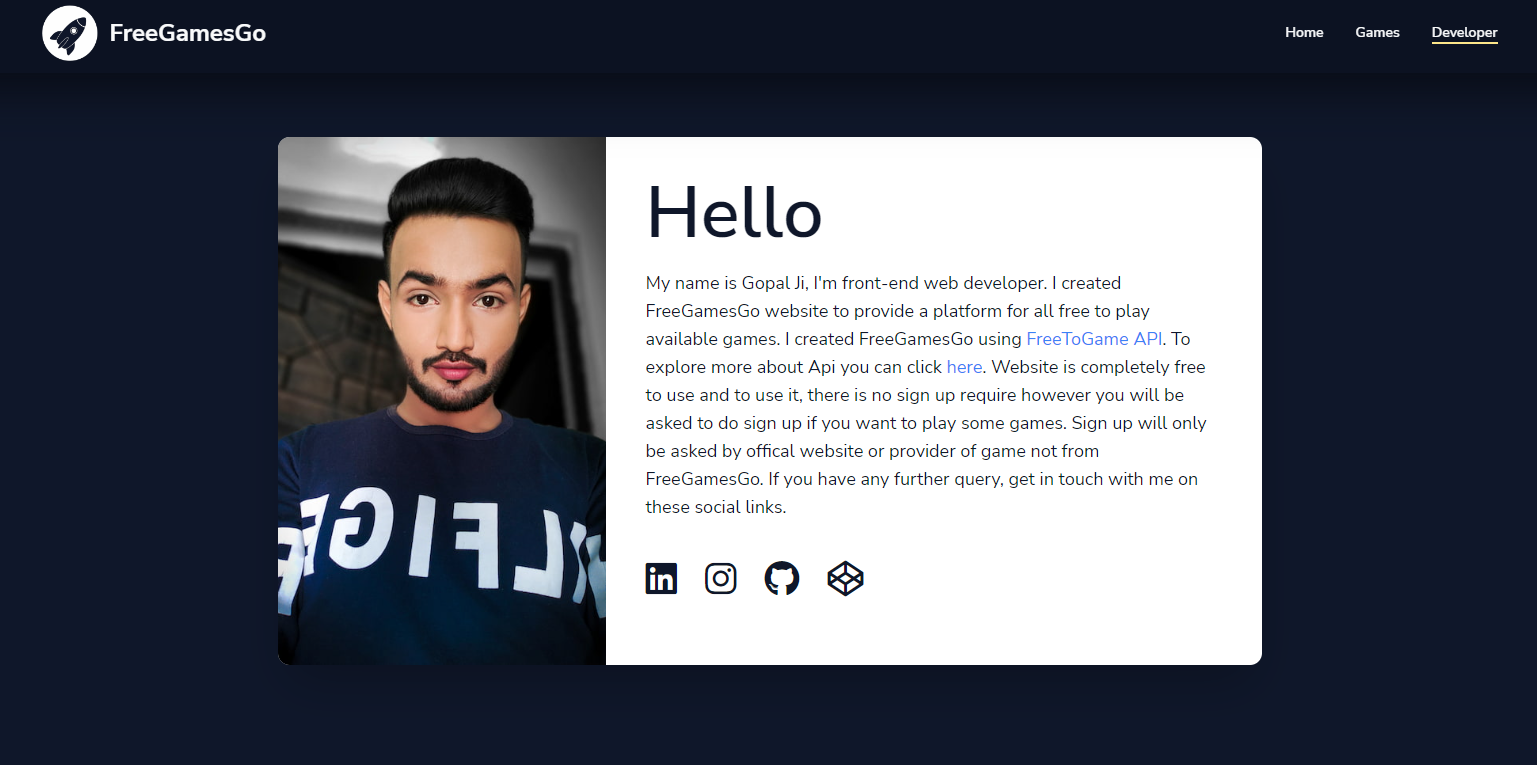 FreeGamesGo
Home Games Developer
Hello
My name is Gopal Ji, I'm front-end web developer. I created
FreeGamesGo website to provide a platform for all free to play
available games. I created FreeGamesGo using FreeToGame API. To
explore more about Api you can click here. Website is completely free
to use and to use it, there is no sign up require however you will be
asked to do sign up if you want to play some games. Sign up will only
be asked by offical website or provider of game not from
FreeGamesGo. If you have any further query, get in touch with me on
these social links.
HILFIGER
in